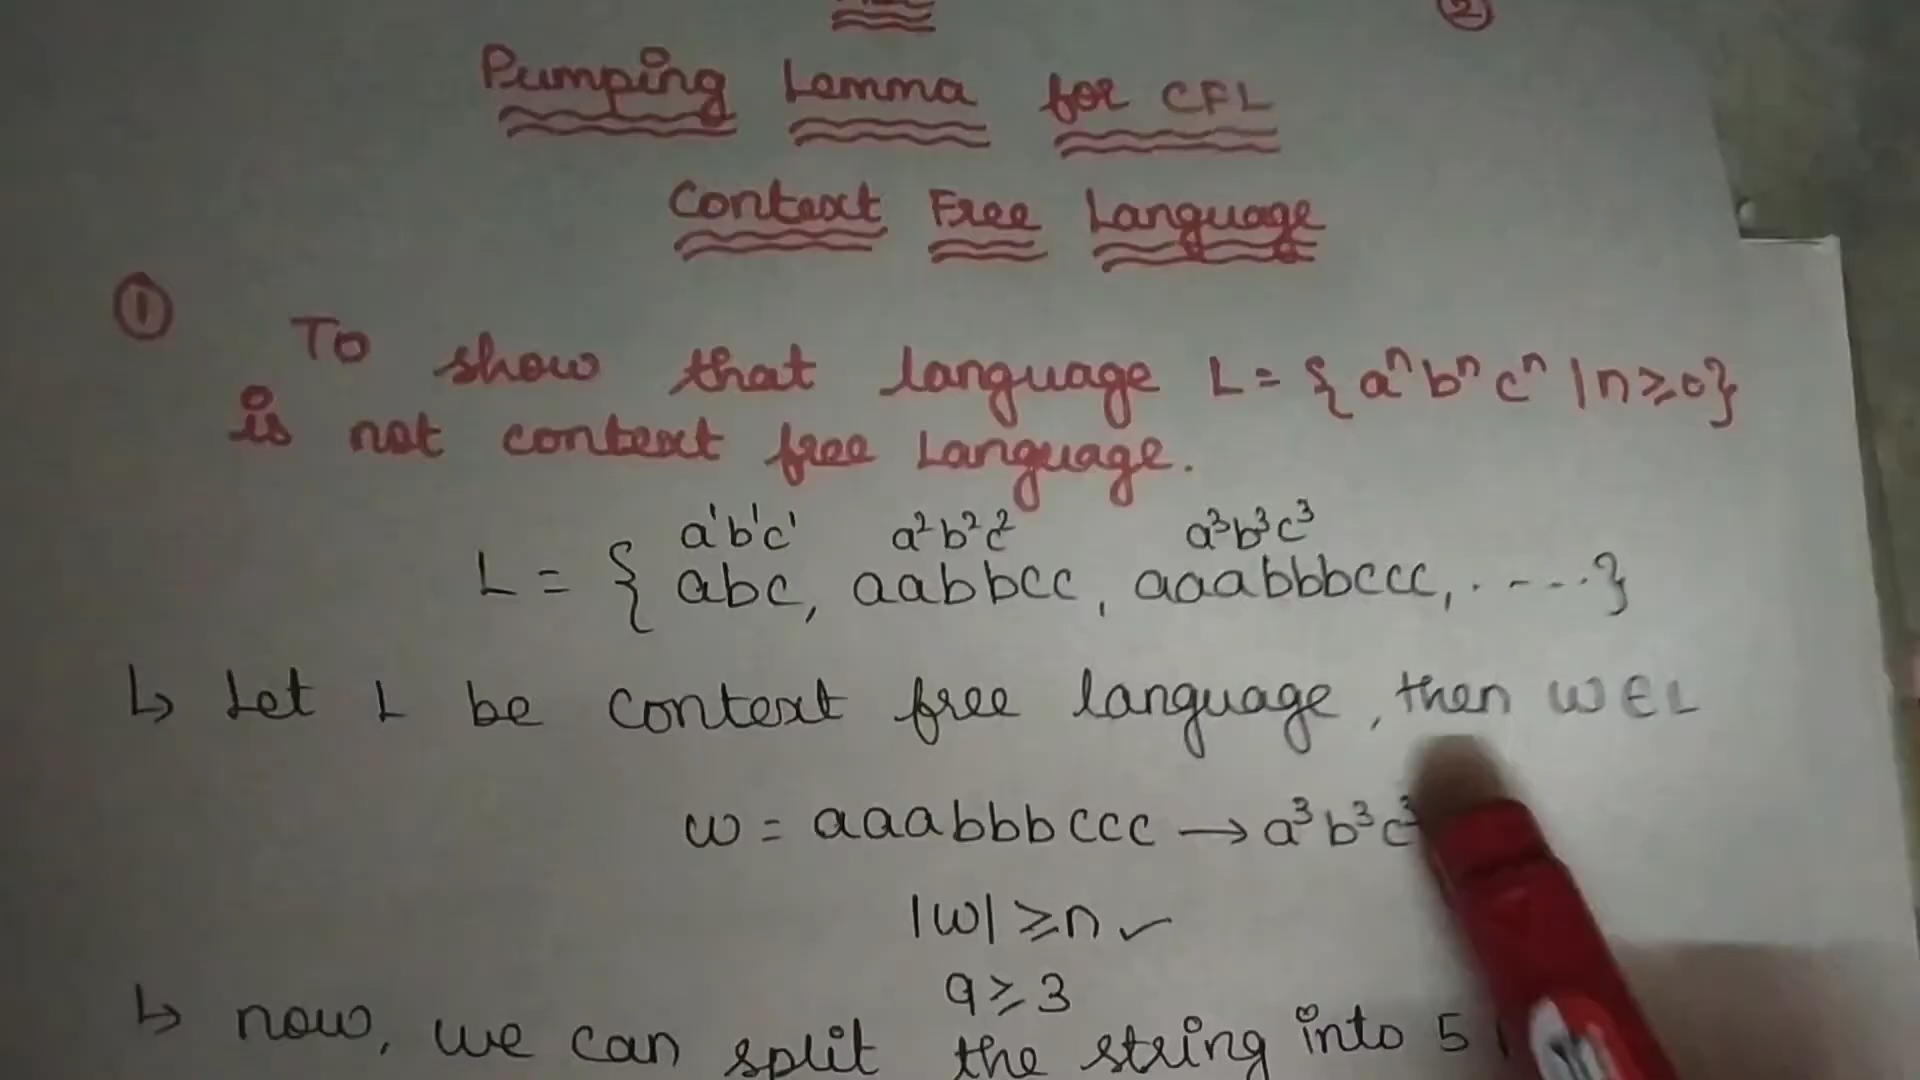 ②
Pumping Lemma for CFL
Context Free Language
① To show that language L = {aⁿbⁿcⁿ | n ≥ 0}
is not context free Language.
a¹b¹c¹ a²b²c² a³b³c³
L = { abc, aabbcc, aaabbbccc, . ---- }
↳ Let L be context free language, then w ∈ L
w = aaabbbccc → a³b³c³
|w| ≥ n ✓
9 ≥ 3
↳ now, we can split the string into 5